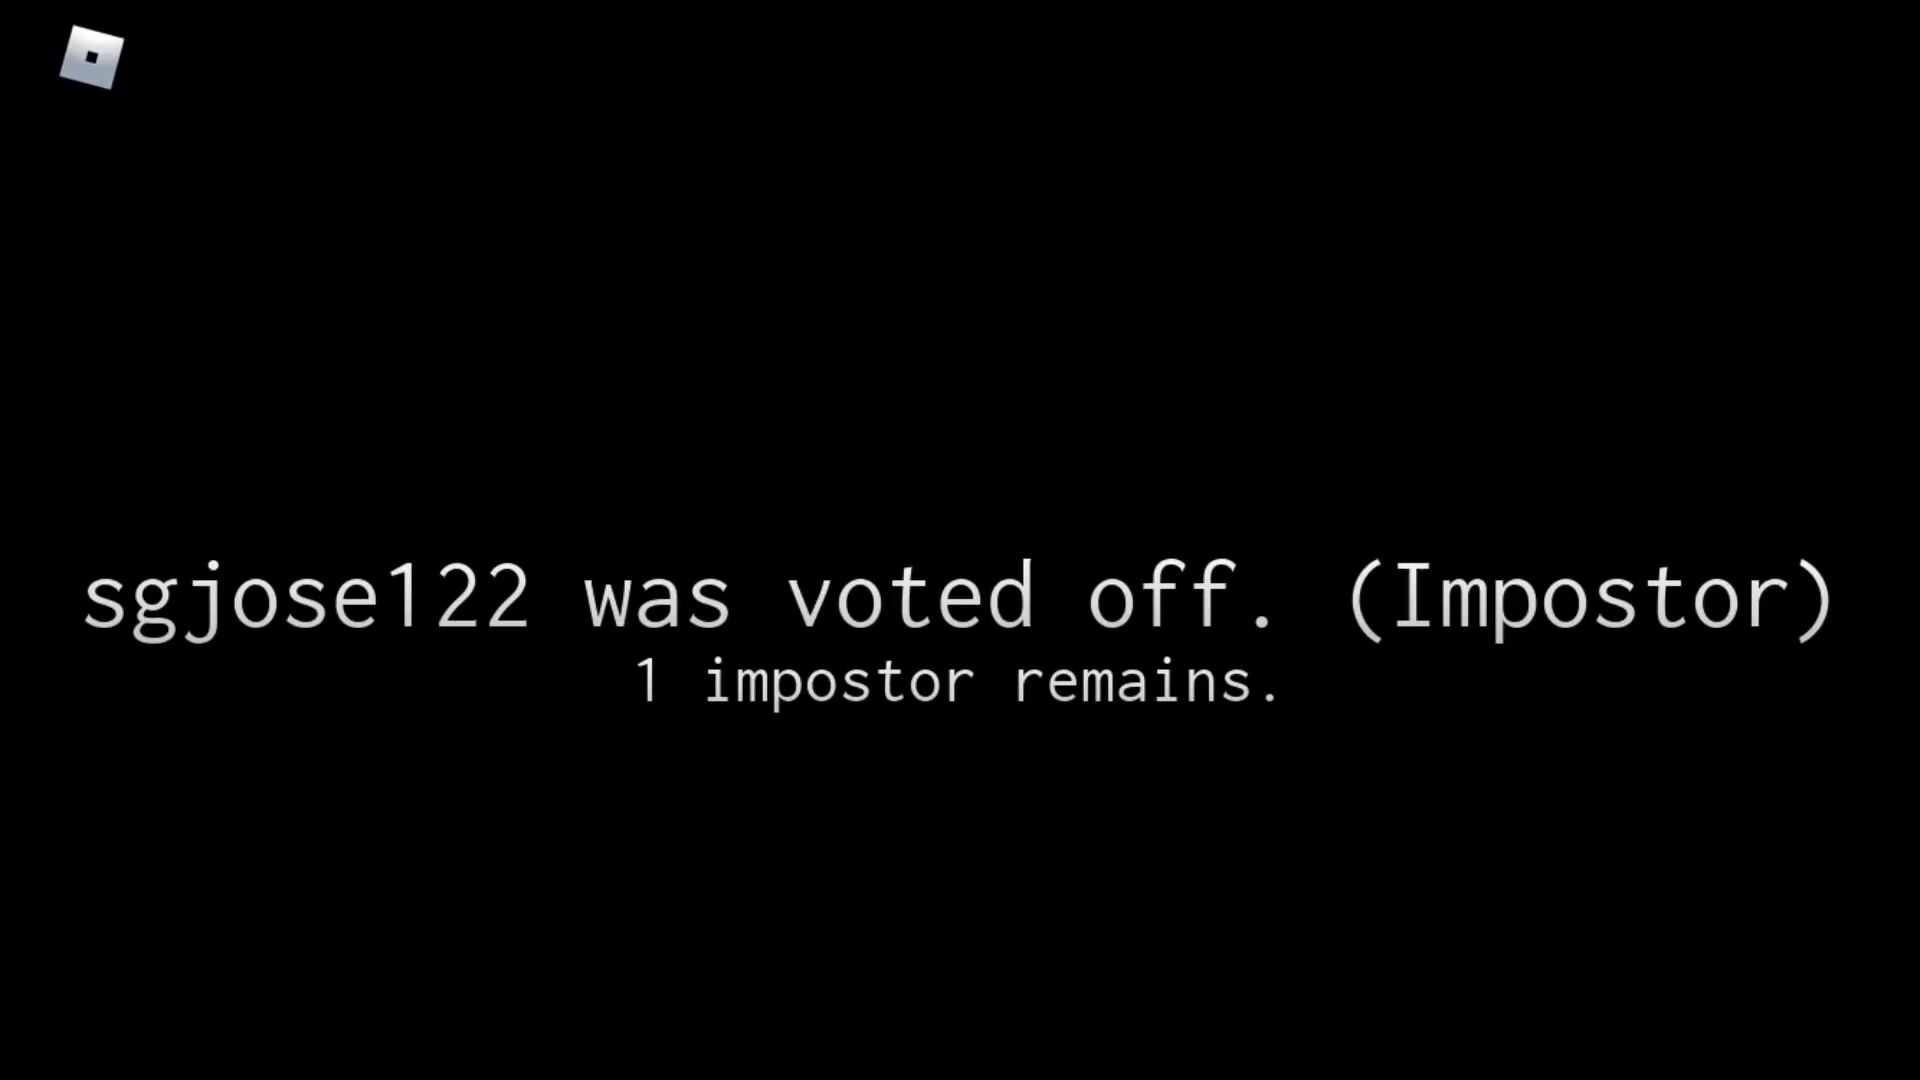 sgjose122 was voted off. (Impostor)
1 impostor remains.